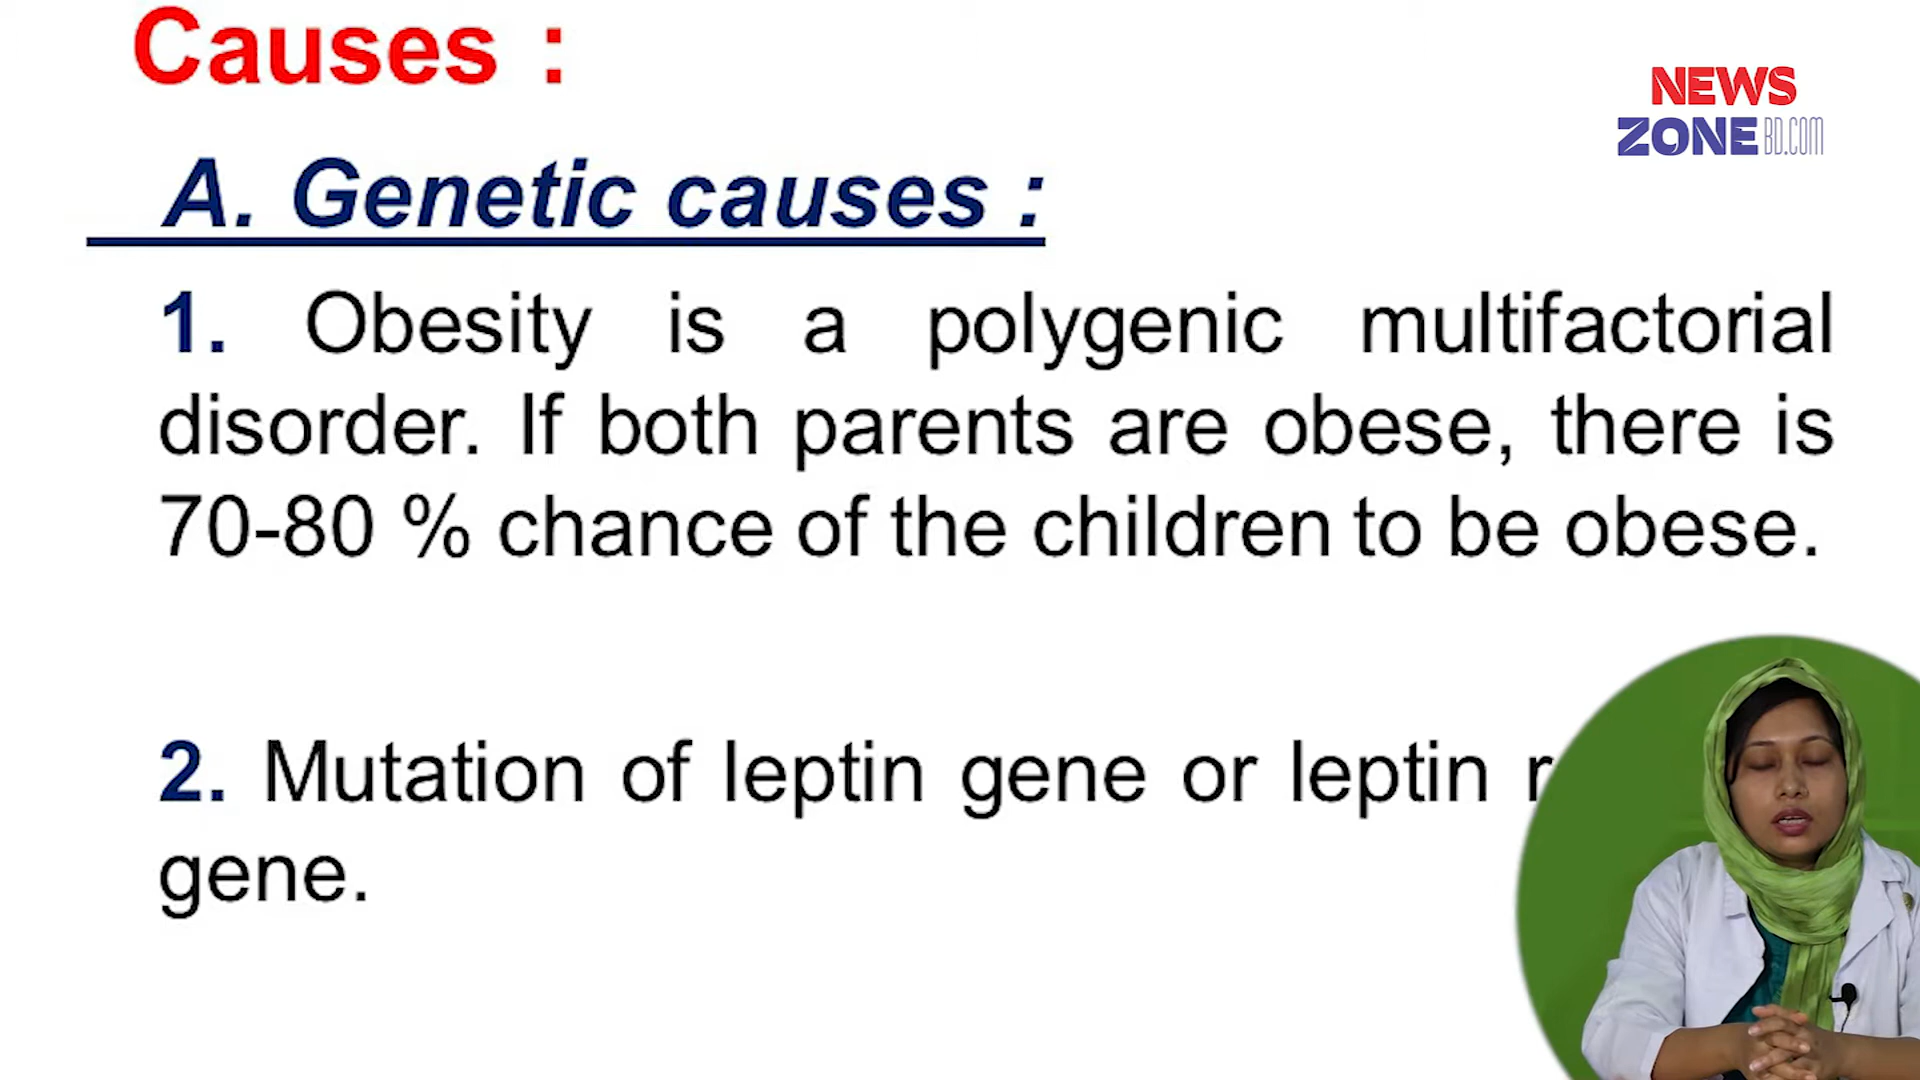 Causes :
NEWS
ZONE BD.COM
A. Genetic causes :
1. Obesity is a polygenic multifactorial
disorder. If both parents are obese, there is
70-80 % chance of the children to be obese.
2. Mutation of leptin gene or leptin
gene.